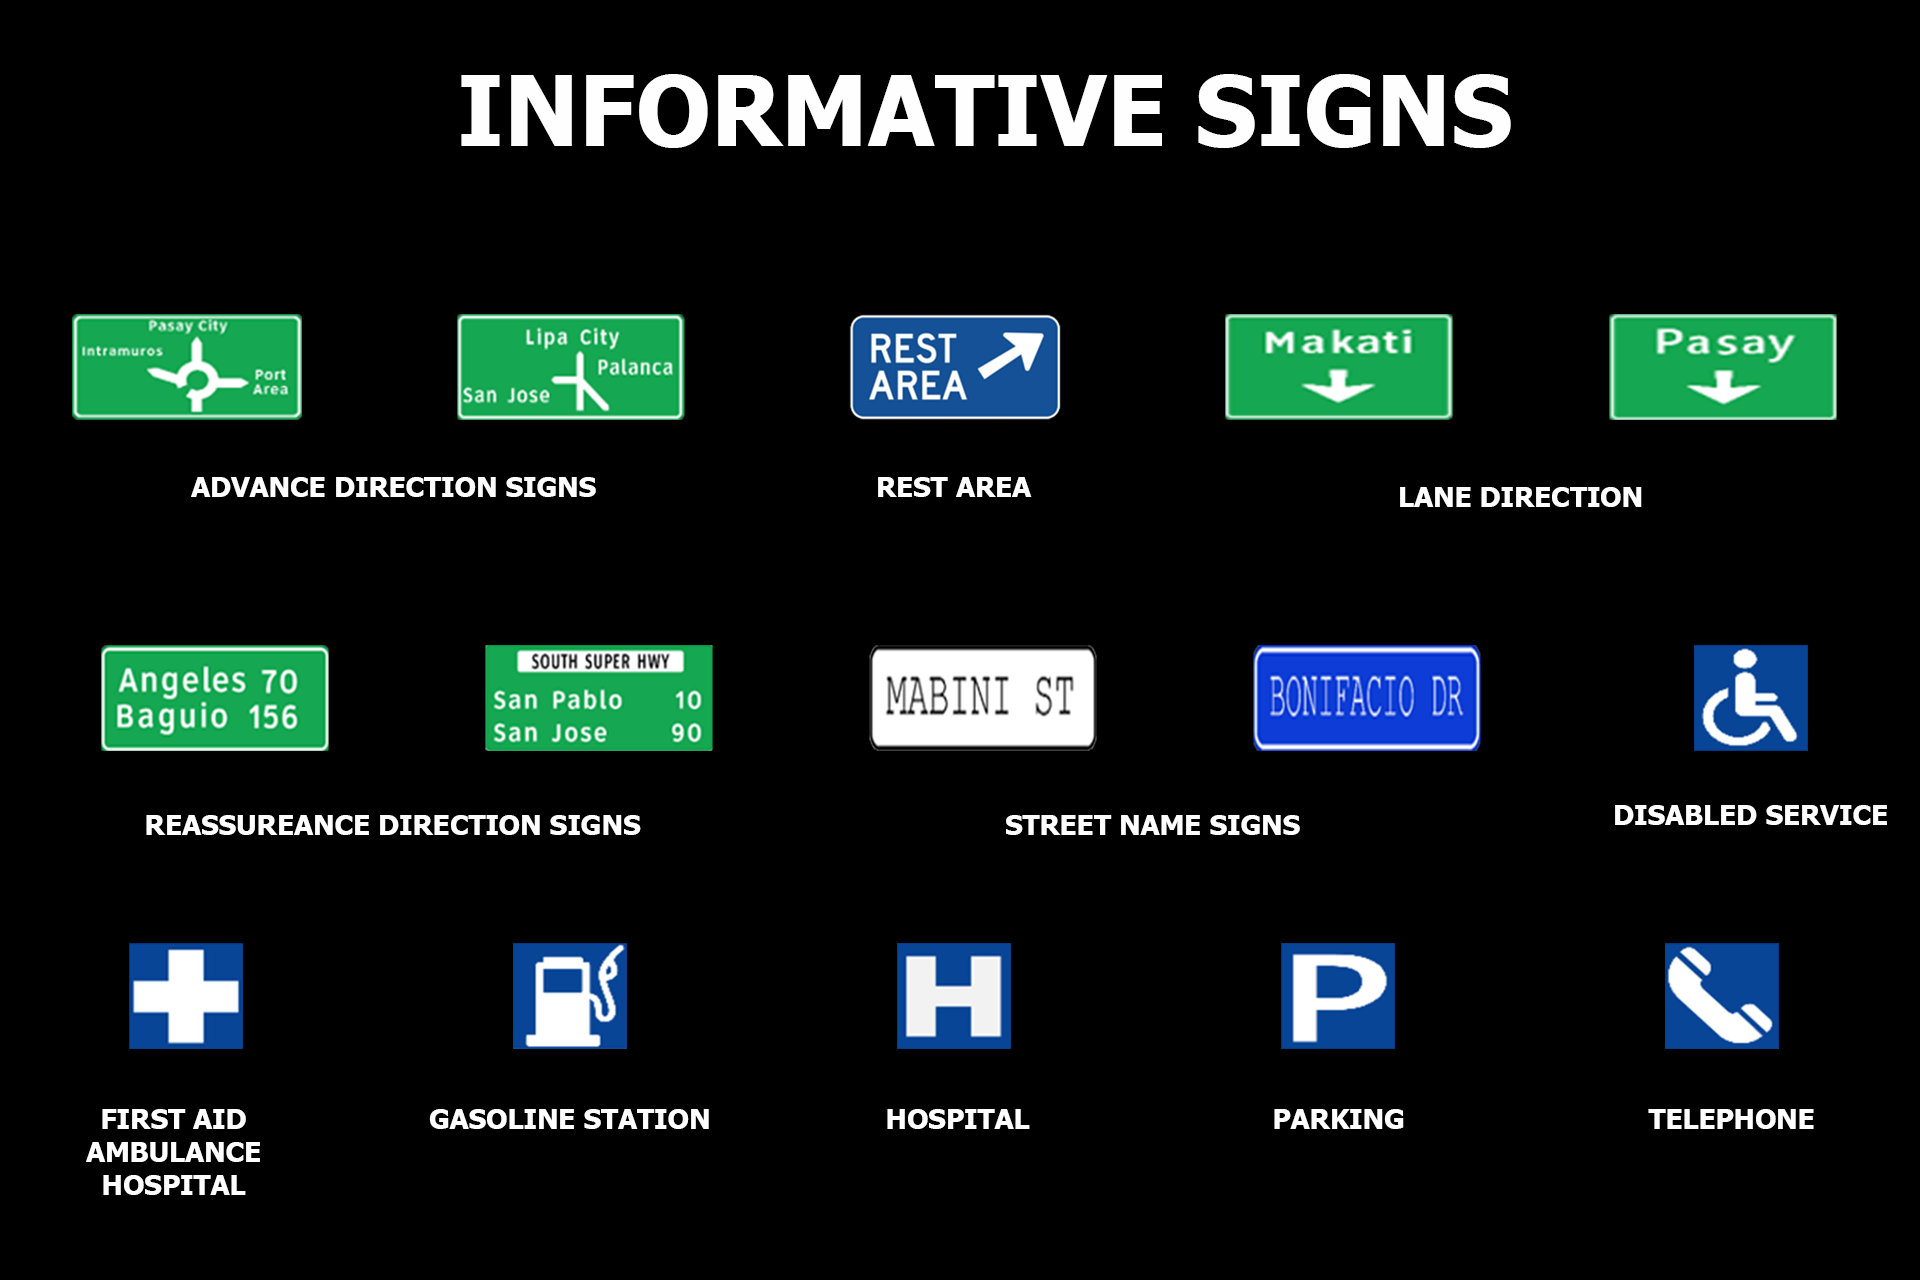 INFORMATIVE SIGNS
Pasay City
Intramuros
Port
Area
Lipa City
Palanca
San Jose
REST
AREA
Makati
Pasay
ADVANCE DIRECTION SIGNS
REST AREA
LANE DIRECTION
Angeles 70
Baguio 156
SOUTH SUPER HWY
San Pablo 10
San Jose 90
MABINI ST
BONIFACIO DR
REASSUREANCE DIRECTION SIGNS
STREET NAME SIGNS
DISABLED SERVICE
H
P
FIRST AID
AMBULANCE
HOSPITAL
GASOLINE STATION
HOSPITAL
PARKING
TELEPHONE